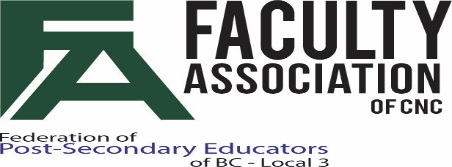 FA
FACULTY
ASSOCIATION
OF CNC
Federation of
Post-Secondary Educators
of BC - Local 3